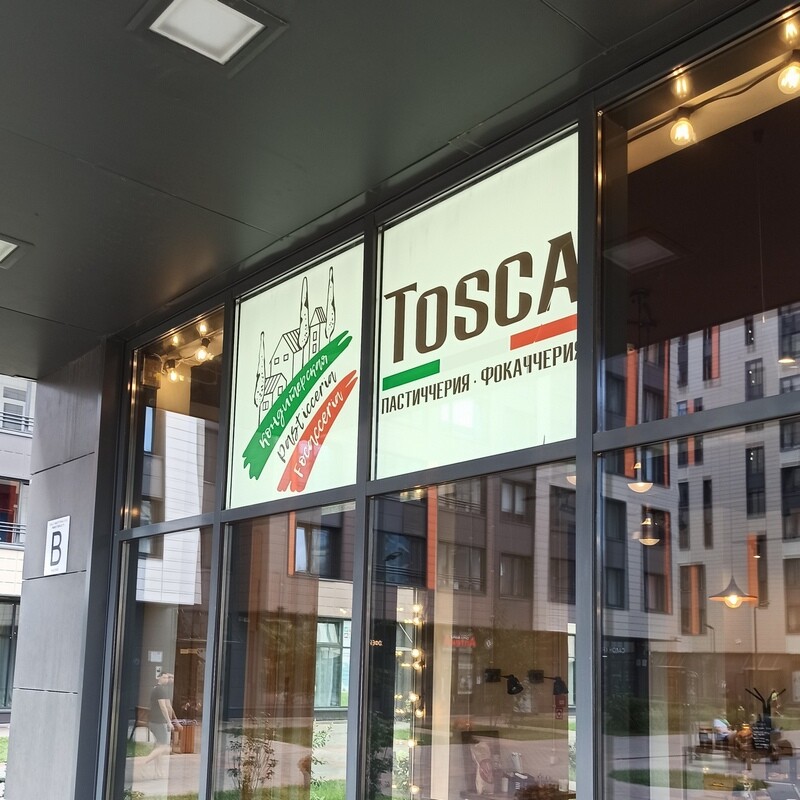 TOSCA
ПАСТИЧЧЕРИЯ · ФОКАЧЧЕРИЯ
кондитерская
pasticceria
Focacceria
B